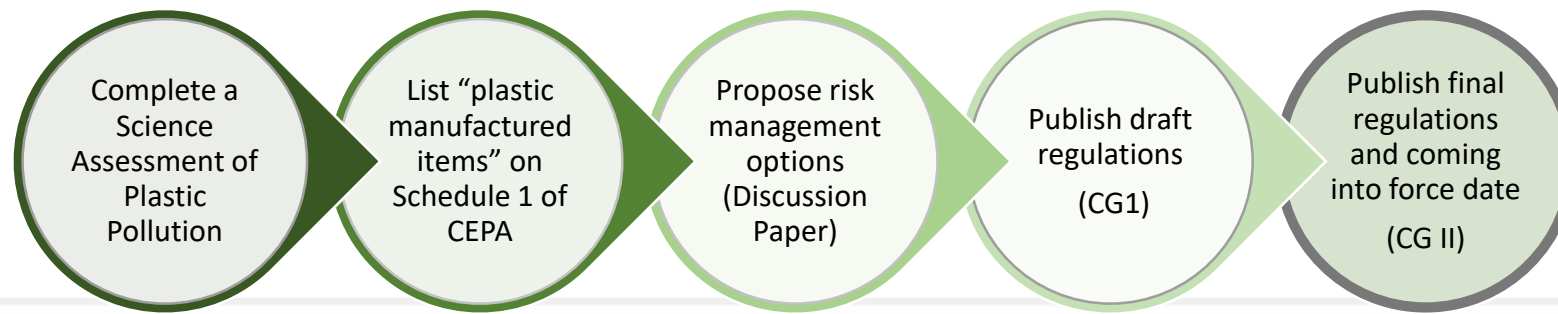 Complete a
Science
Assessment of
Plastic
Pollution
List “plastic
manufactured
items” on
Schedule 1 of
CEPA
Propose risk
management
options
(Discussion
Paper)
Publish draft
regulations
(CG1)
Publish final
regulations
and coming
into force date
(CG II)